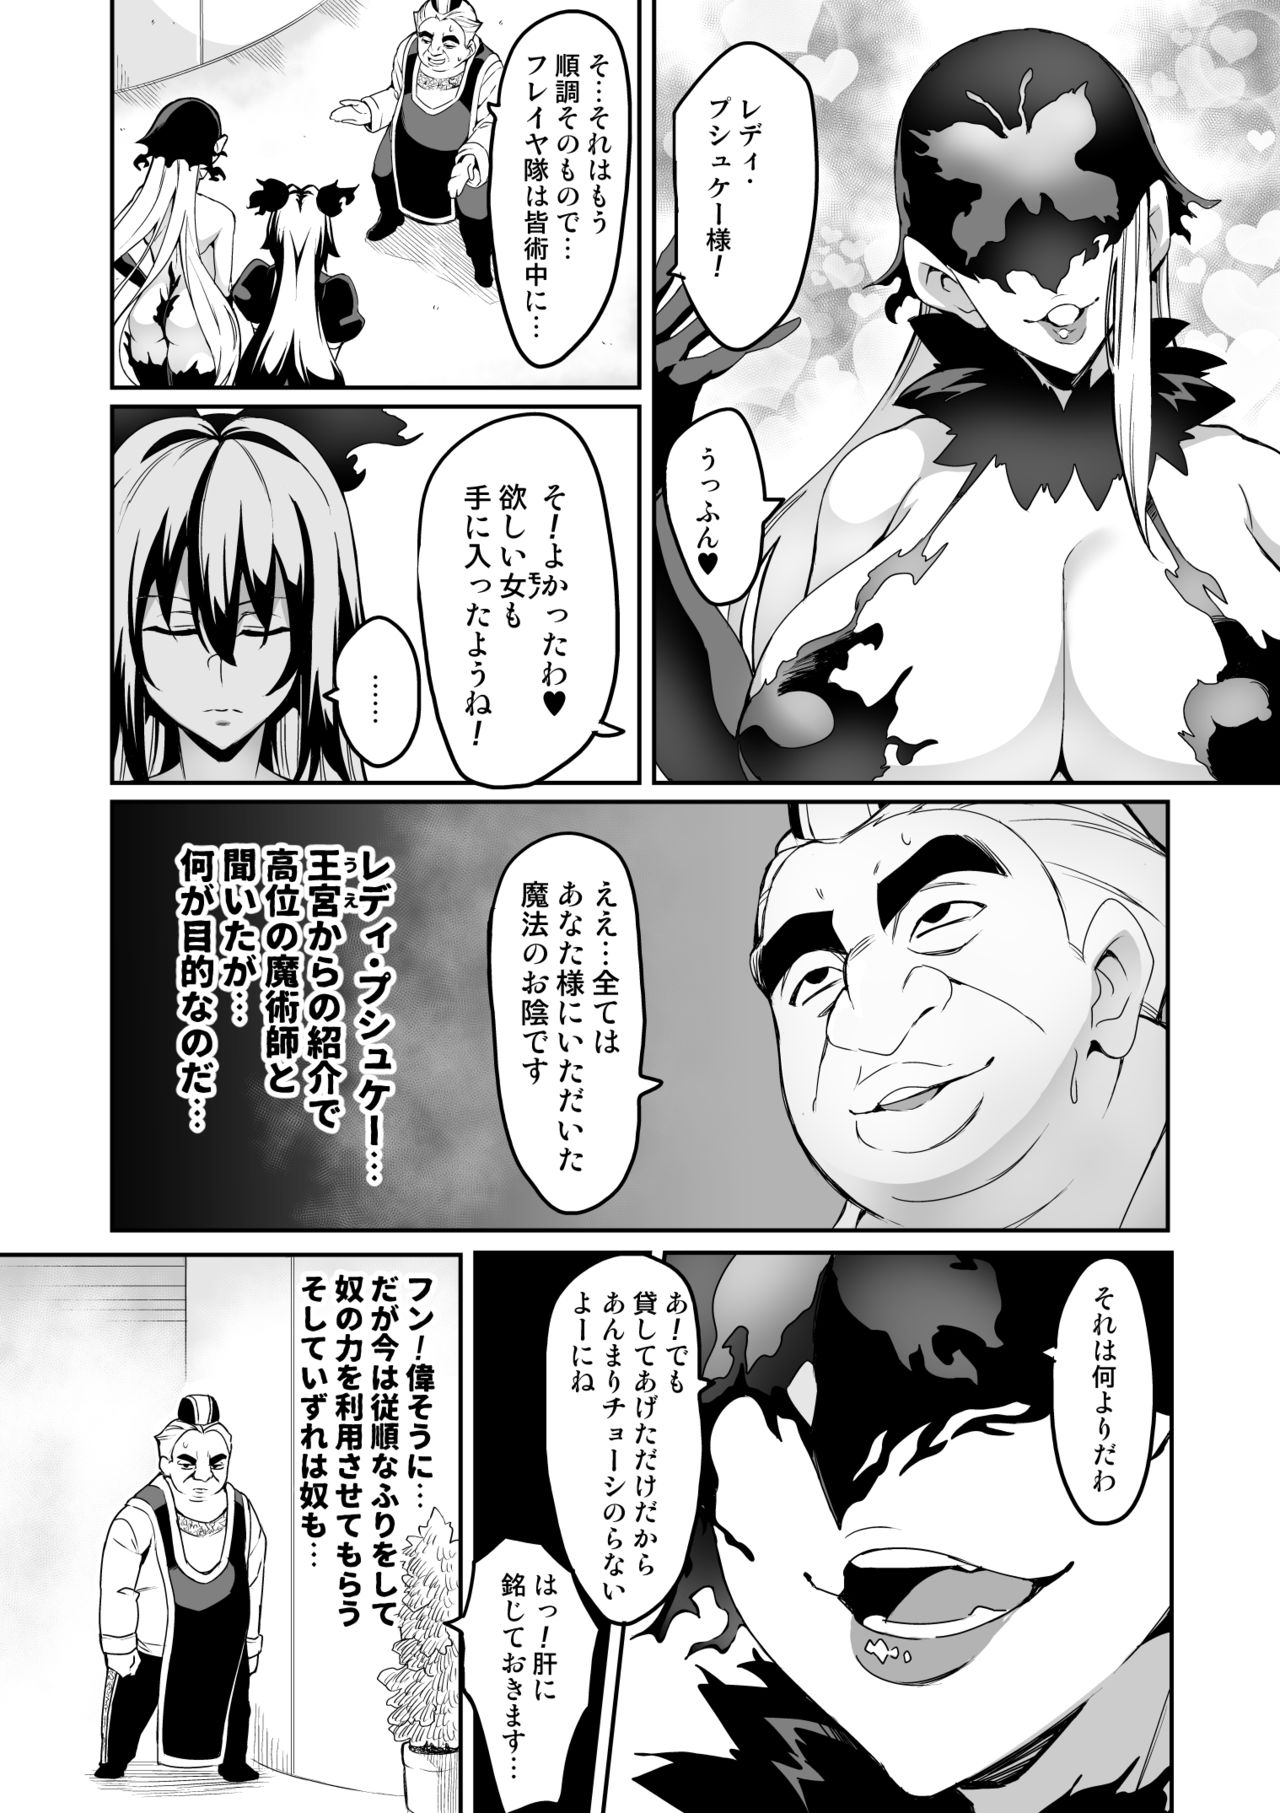 レディ・
プシュケー様！
うっふん♥
そ…それはもう
順調そのもので…
フレイヤ隊は皆術中に…
そ！よかったわ♥
欲しい女も
モノ
手に入ったようね！
……
ええ…全ては
あなた様にいただいた
魔法のお陰です
レディ・プシュケー…
王宮からの紹介で
うえ
高位の魔術師と
聞いたが…
何が目的なのだ…
それは何よりだわ
あ！でも
貸してあげただけだから
あんまりチョーシのらない
よーにね
はっ！肝に
銘じておきます…
フン！偉そうに…
だが今は従順なふりをして
奴の力を利用させてもらう
そしていずれは奴も…